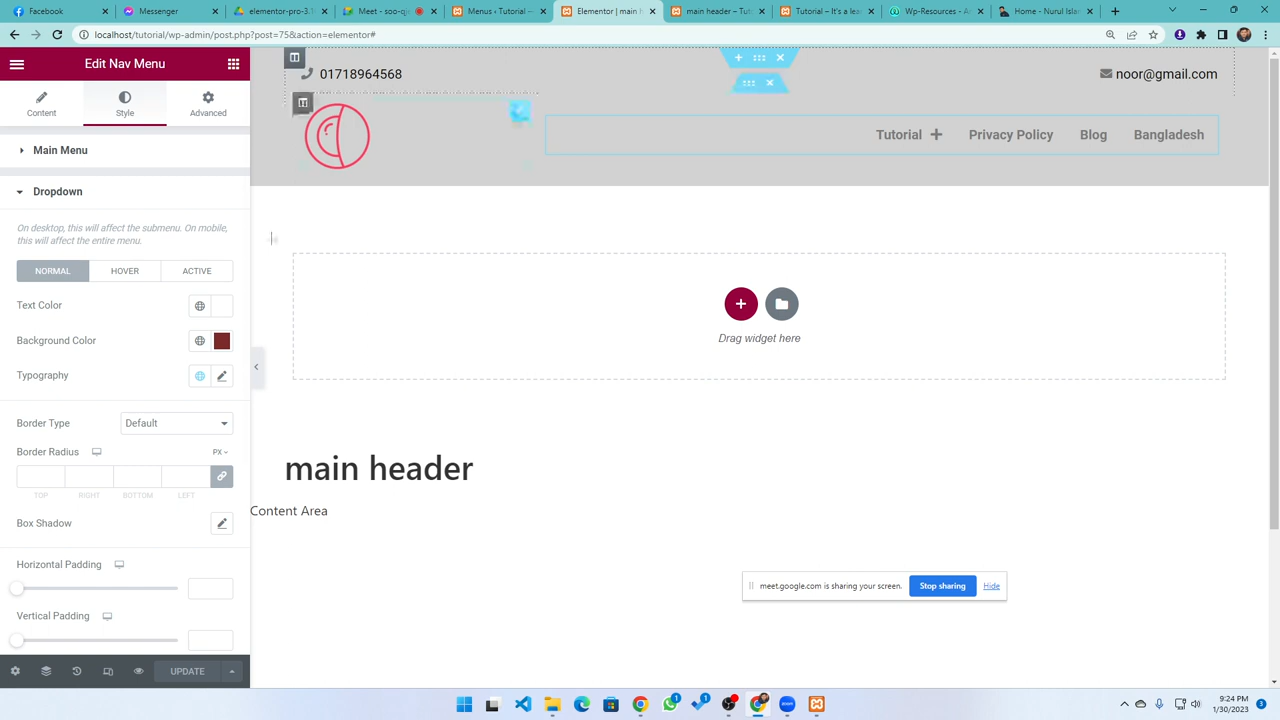 Facebook
Messenger
Meet - soo-qlc
Menus ‹ Tutori
Elementor | main h
main header – Tu
Tutorial – It's a lea
Wp-Resources – An
Home - Nurul Islam
localhost/tutorial/wp-admin/post.php?post=75&action=elementor#
Edit Nav Menu
Content
Style
Advanced
Main Menu
Dropdown
On desktop, this will affect the submenu. On mobile,
this will affect the entire menu.
NORMAL
HOVER
ACTIVE
Text Color
Background Color
Typography
Border Type
Default
Border Radius
PX
TOP
RIGHT
BOTTOM
LEFT
Box Shadow
Horizontal Padding
Vertical Padding
UPDATE
01718964568
noor@gmail.com
Tutorial
Privacy Policy
Blog
Bangladesh
Drag widget here
main header
Content Area
meet.google.com is sharing your screen.
Stop sharing
Hide
1
1
9:24 PM
1/30/2023
3